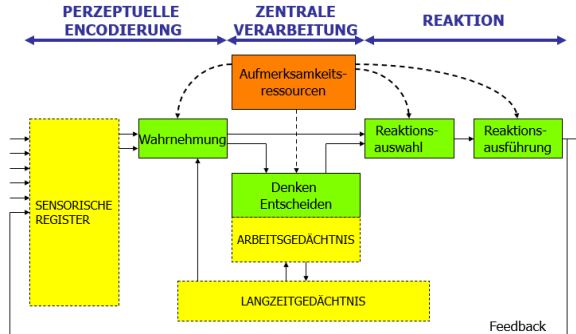 PERZEPTUELLE
ENCODIERUNG
ZENTRALE
VERARBEITUNG
REAKTION
Aufmerksamkeits-
ressourcen
Wahrnehmung
Reaktions-
auswahl
Reaktions-
ausführung
Denken
Entscheiden
SENSORISCHE
REGISTER
ARBEITSGEDÄCHTNIS
LANGZEITGEDÄCHTNIS
Feedback